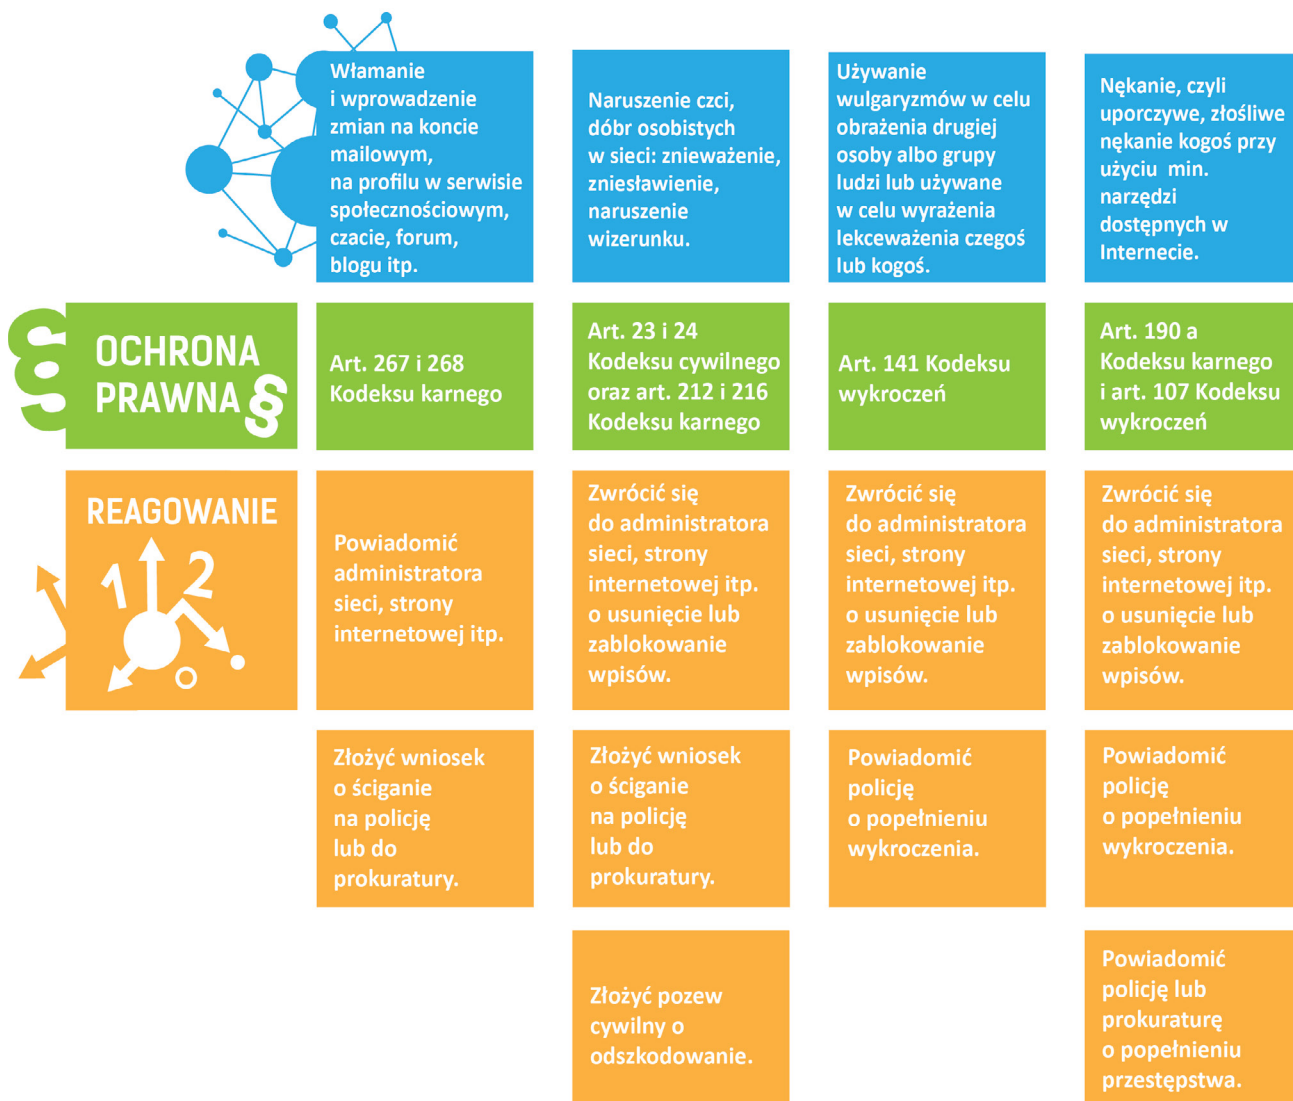 Włamanie
i wprowadzenie
zmian na koncie
mailowym,
na profilu w serwisie
społecznościowym,
czacie, forum,
blogu itp.
Naruszenie czci,
dóbr osobistych
w sieci: znieważenie,
zniesławienie,
naruszenie
wizerunku.
Używanie
wulgaryzmów w celu
obrażenia drugiej
osoby albo grupy
ludzi lub używane
w celu wyrażenia
lekceważenia czegoś
lub kogoś.
Nękanie, czyli
uporczywe, złośliwe
nękanie kogoś przy
użyciu min.
narzędzi
dostępnych w
Internecie.
§ OCHRONA
PRAWNA §
Art. 267 i 268
Kodeksu karnego
Art. 23 i 24
Kodeksu cywilnego
oraz art. 212 i 216
Kodeksu karnego
Art. 141 Kodeksu
wykroczeń
Art. 190 a
Kodeksu karnego
i art. 107 Kodeksu
wykroczeń
REAGOWANIE
1 2
Powiadomić
administratora
sieci, strony
internetowej itp.
Zwrócić się
do administratora
sieci, strony
internetowej itp.
o usunięcie lub
zablokowanie
wpisów.
Zwrócić się
do administratora
sieci, strony
internetowej itp.
o usunięcie lub
zablokowanie
wpisów.
Zwrócić się
do administratora
sieci, strony
internetowej itp.
o usunięcie lub
zablokowanie
wpisów.
Złożyć wniosek
o ściganie
na policję
lub do
prokuratury.
Złożyć wniosek
o ściganie
na policję
lub do
prokuratury.
Powiadomić
policję
o popełnieniu
wykroczenia.
Powiadomić
policję
o popełnieniu
wykroczenia.
Złożyć pozew
cywilny o
odszkodowanie.
Powiadomić
policję lub
prokuraturę
o popełnieniu
przestępstwa.